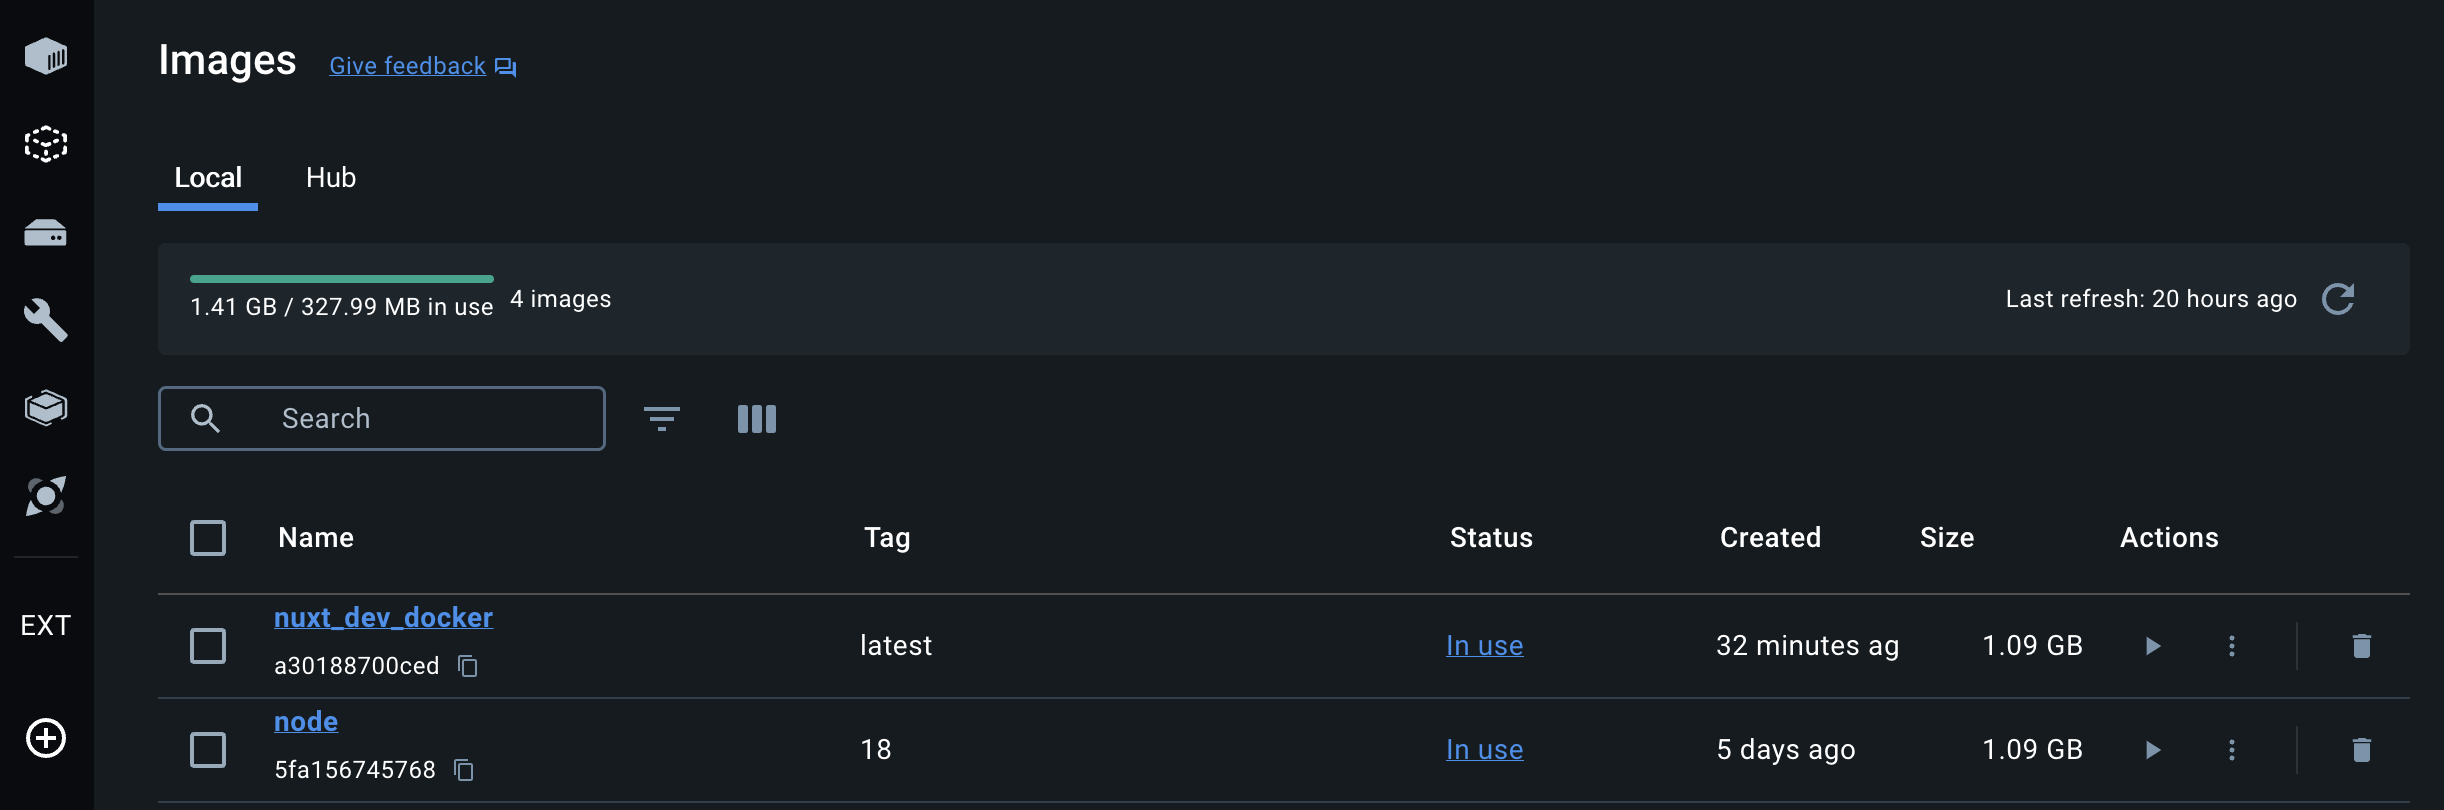 Images Give feedback
Local Hub
1.41 GB / 327.99 MB in use 4 images Last refresh: 20 hours ago
Search
Name Tag Status Created Size Actions
nuxt_dev_docker
a30188700ced
latest In use 32 minutes ag 1.09 GB
node
5fa156745768
18 In use 5 days ago 1.09 GB
EXT